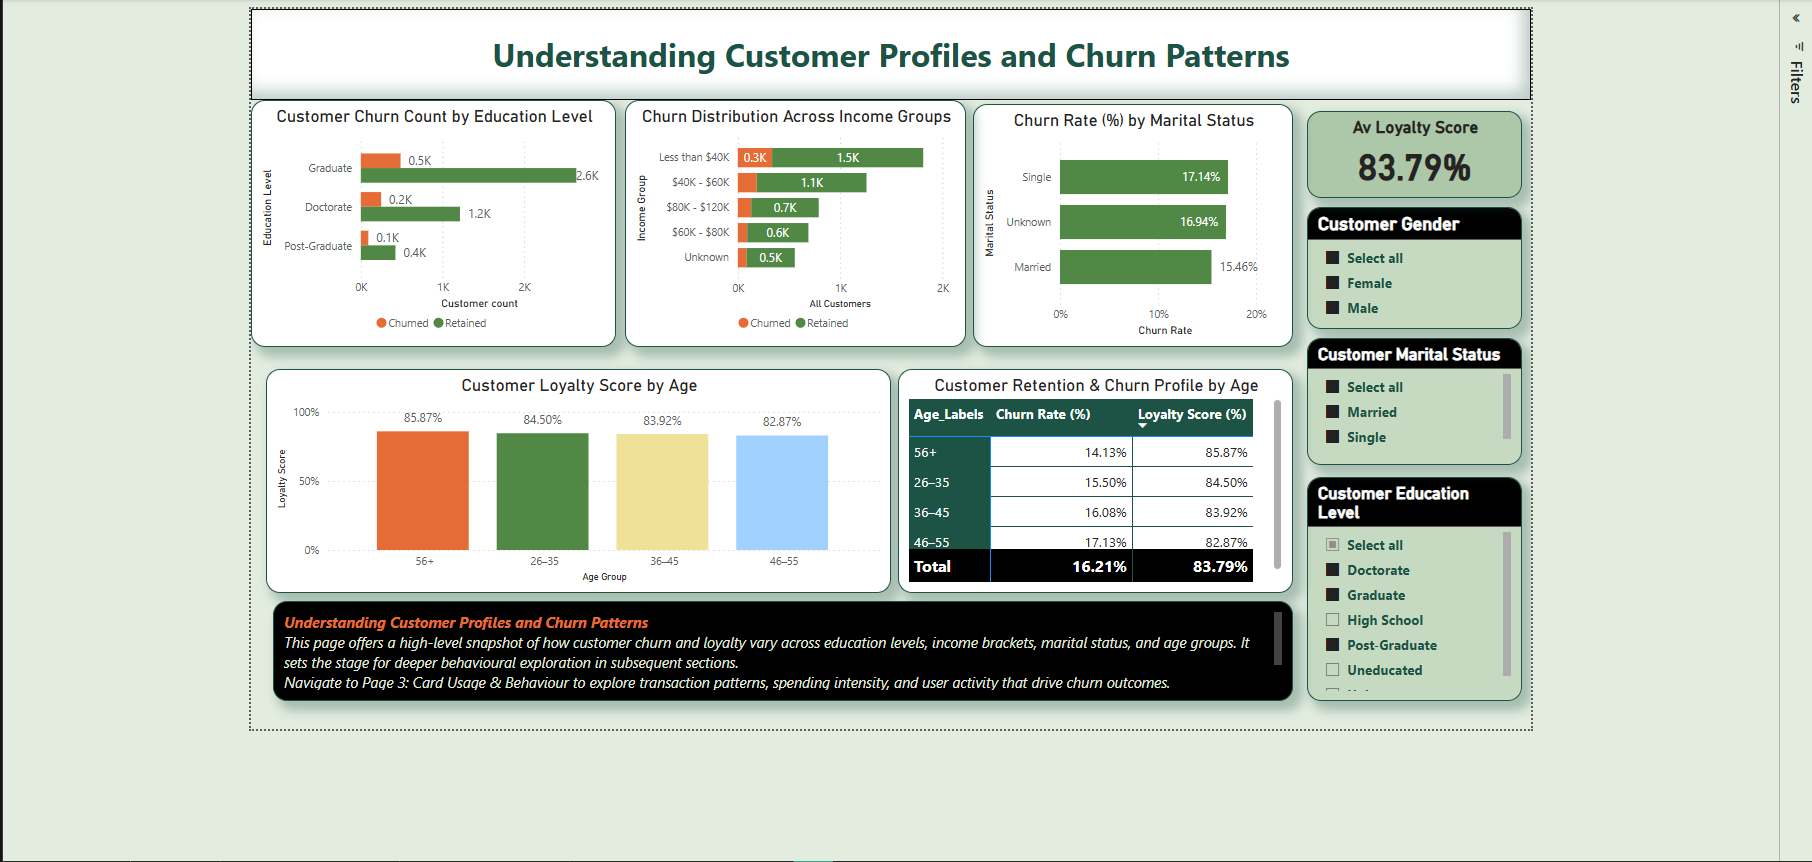 Understanding Customer Profiles and Churn Patterns
Customer Churn Count by Education Level
Education Level
Graduate
0.5K
2.6K
Doctorate
0.2K
1.2K
Post-Graduate
0.1K
0.4K
0K
1K
2K
Customer count
Churned
Retained
Churn Distribution Across Income Groups
Income Group
Less than $40K
0.3K
1.5K
$40K - $60K
1.1K
$80K - $120K
0.7K
$60K - $80K
0.6K
Unknown
0.5K
0K
1K
2K
All Customers
Churned
Retained
Churn Rate (%) by Marital Status
Marital Status
Single
17.14%
Unknown
16.94%
Married
15.46%
0%
10%
20%
Churn Rate
Av Loyalty Score
83.79%
Customer Gender
Select all
Female
Male
Customer Marital Status
Select all
Married
Single
Customer Education
Level
Select all
Doctorate
Graduate
High School
Post-Graduate
Uneducated
Filters
Customer Loyalty Score by Age
Loyalty Score
100%
50%
0%
85.87%
84.50%
83.92%
82.87%
56+
26–35
36–45
46–55
Age Group
Customer Retention & Churn Profile by Age
Age_Labels Churn Rate (%) Loyalty Score (%)
56+ 14.13% 85.87%
26–35 15.50% 84.50%
36–45 16.08% 83.92%
46–55 17.13% 82.87%
Total 16.21% 83.79%
Understanding Customer Profiles and Churn Patterns
This page offers a high-level snapshot of how customer churn and loyalty vary across education levels, income brackets, marital status, and age groups. It
sets the stage for deeper behavioural exploration in subsequent sections.
Navigate to Page 3: Card Usage & Behaviour to explore transaction patterns, spending intensity, and user activity that drive churn outcomes.